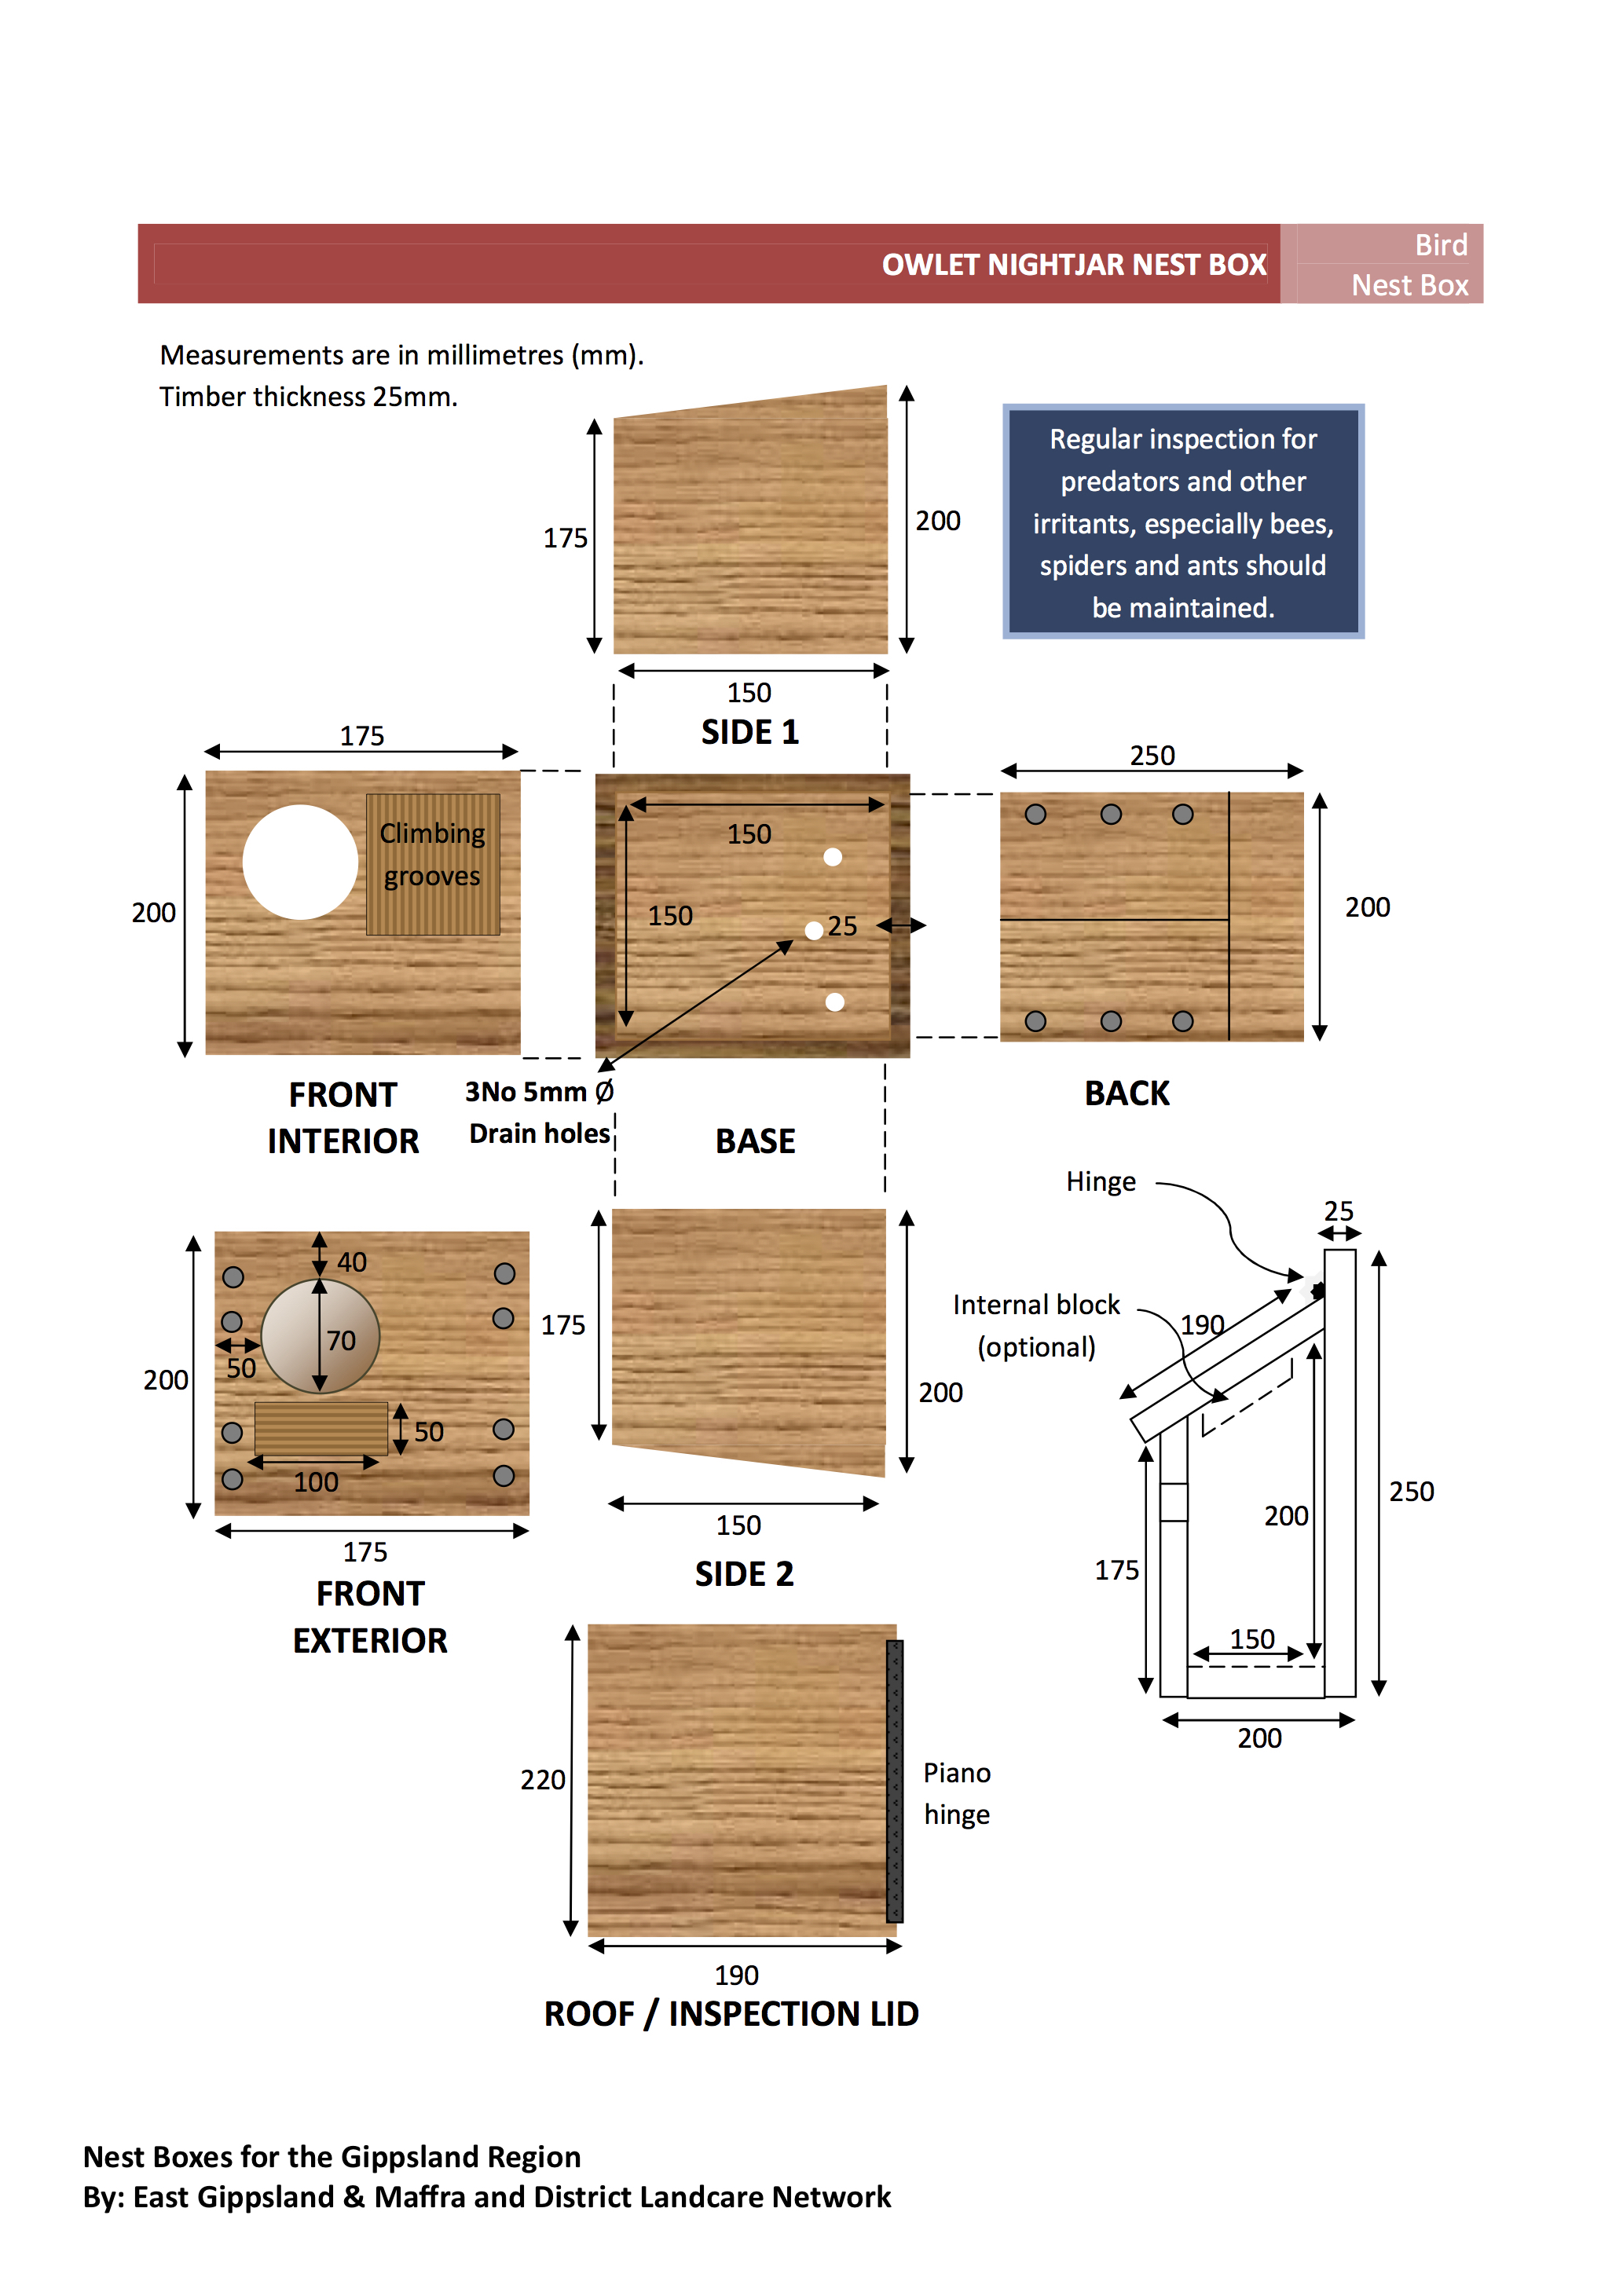 OWLET NIGHTJAR NEST BOX
Bird
Nest Box
Measurements are in millimetres (mm).
Timber thickness 25mm.
Regular inspection for
predators and other
irritants, especially bees,
spiders and ants should
be maintained.
175
200
150
SIDE 1
175
200
Climbing
grooves
FRONT
INTERIOR
150
150
25
3No 5mm Ø
Drain holes
BASE
250
200
BACK
40
70
50
200
50
100
175
FRONT
EXTERIOR
175
200
150
SIDE 2
Hinge
25
Internal block
(optional)
190
250
200
175
150
200
220
Piano
hinge
190
ROOF / INSPECTION LID
Nest Boxes for the Gippsland Region
By: East Gippsland & Maffra and District Landcare Network